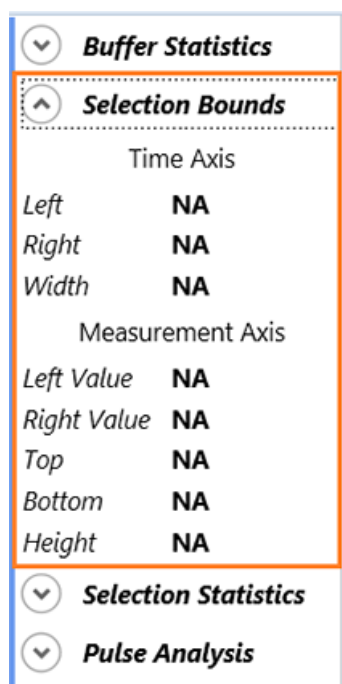 Buffer Statistics
Selection Bounds
Time Axis
Left NA
Right NA
Width NA
Measurement Axis
Left Value NA
Right Value NA
Top NA
Bottom NA
Height NA
Selection Statistics
Pulse Analysis